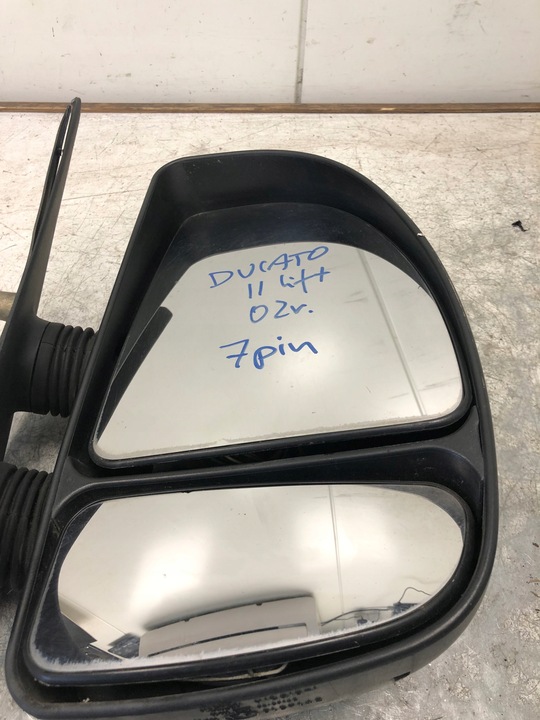 DUCATO
II lift
02r.
7pin